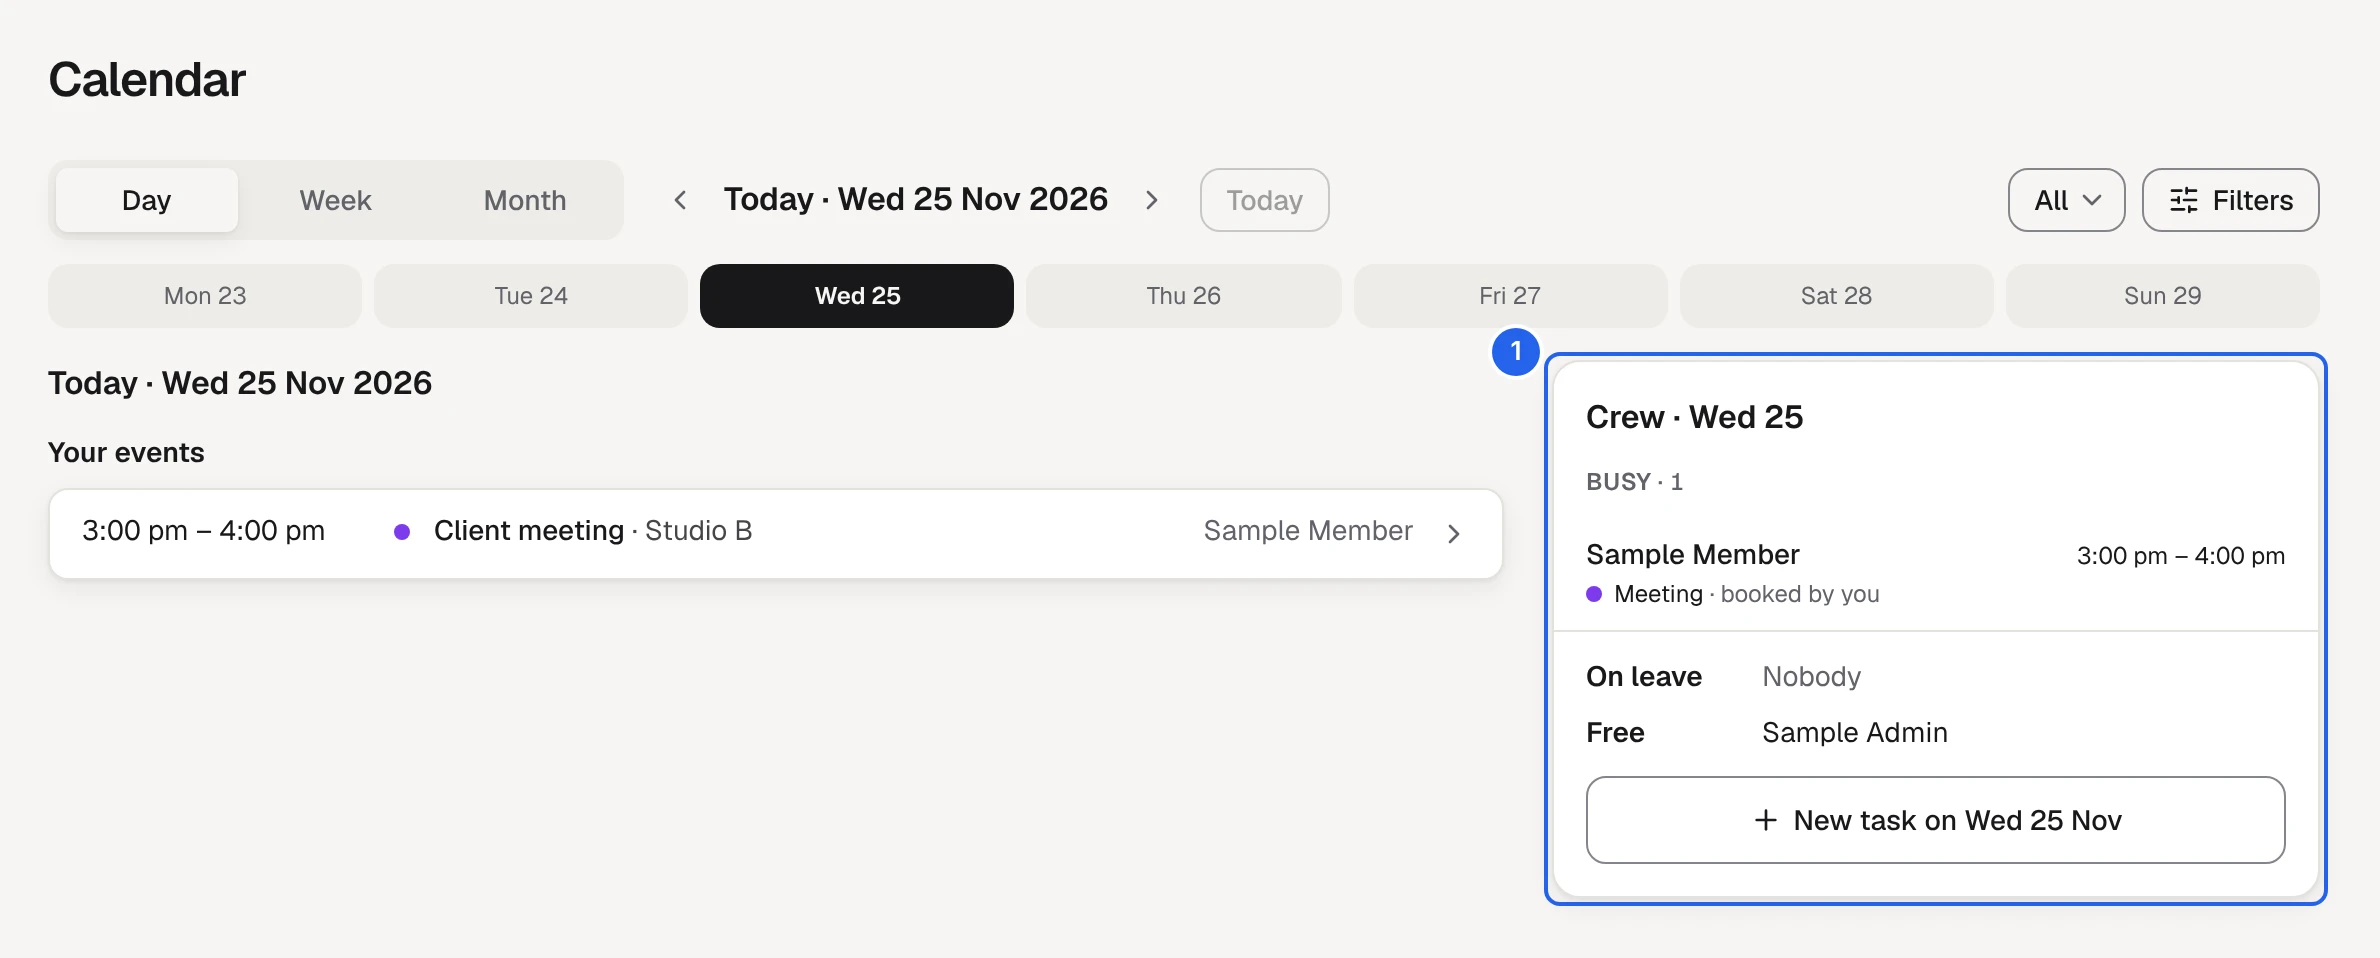 Calendar
Day Week Month Today · Wed 25 Nov 2026 Today All Filters
Mon 23 Tue 24 Wed 25 Thu 26 Fri 27 Sat 28 Sun 29
1
Today · Wed 25 Nov 2026
Your events
3:00 pm – 4:00 pm Client meeting · Studio B Sample Member
Crew · Wed 25
BUSY · 1
Sample Member 3:00 pm – 4:00 pm
Meeting · booked by you
On leave Nobody
Free Sample Admin
+ New task on Wed 25 Nov